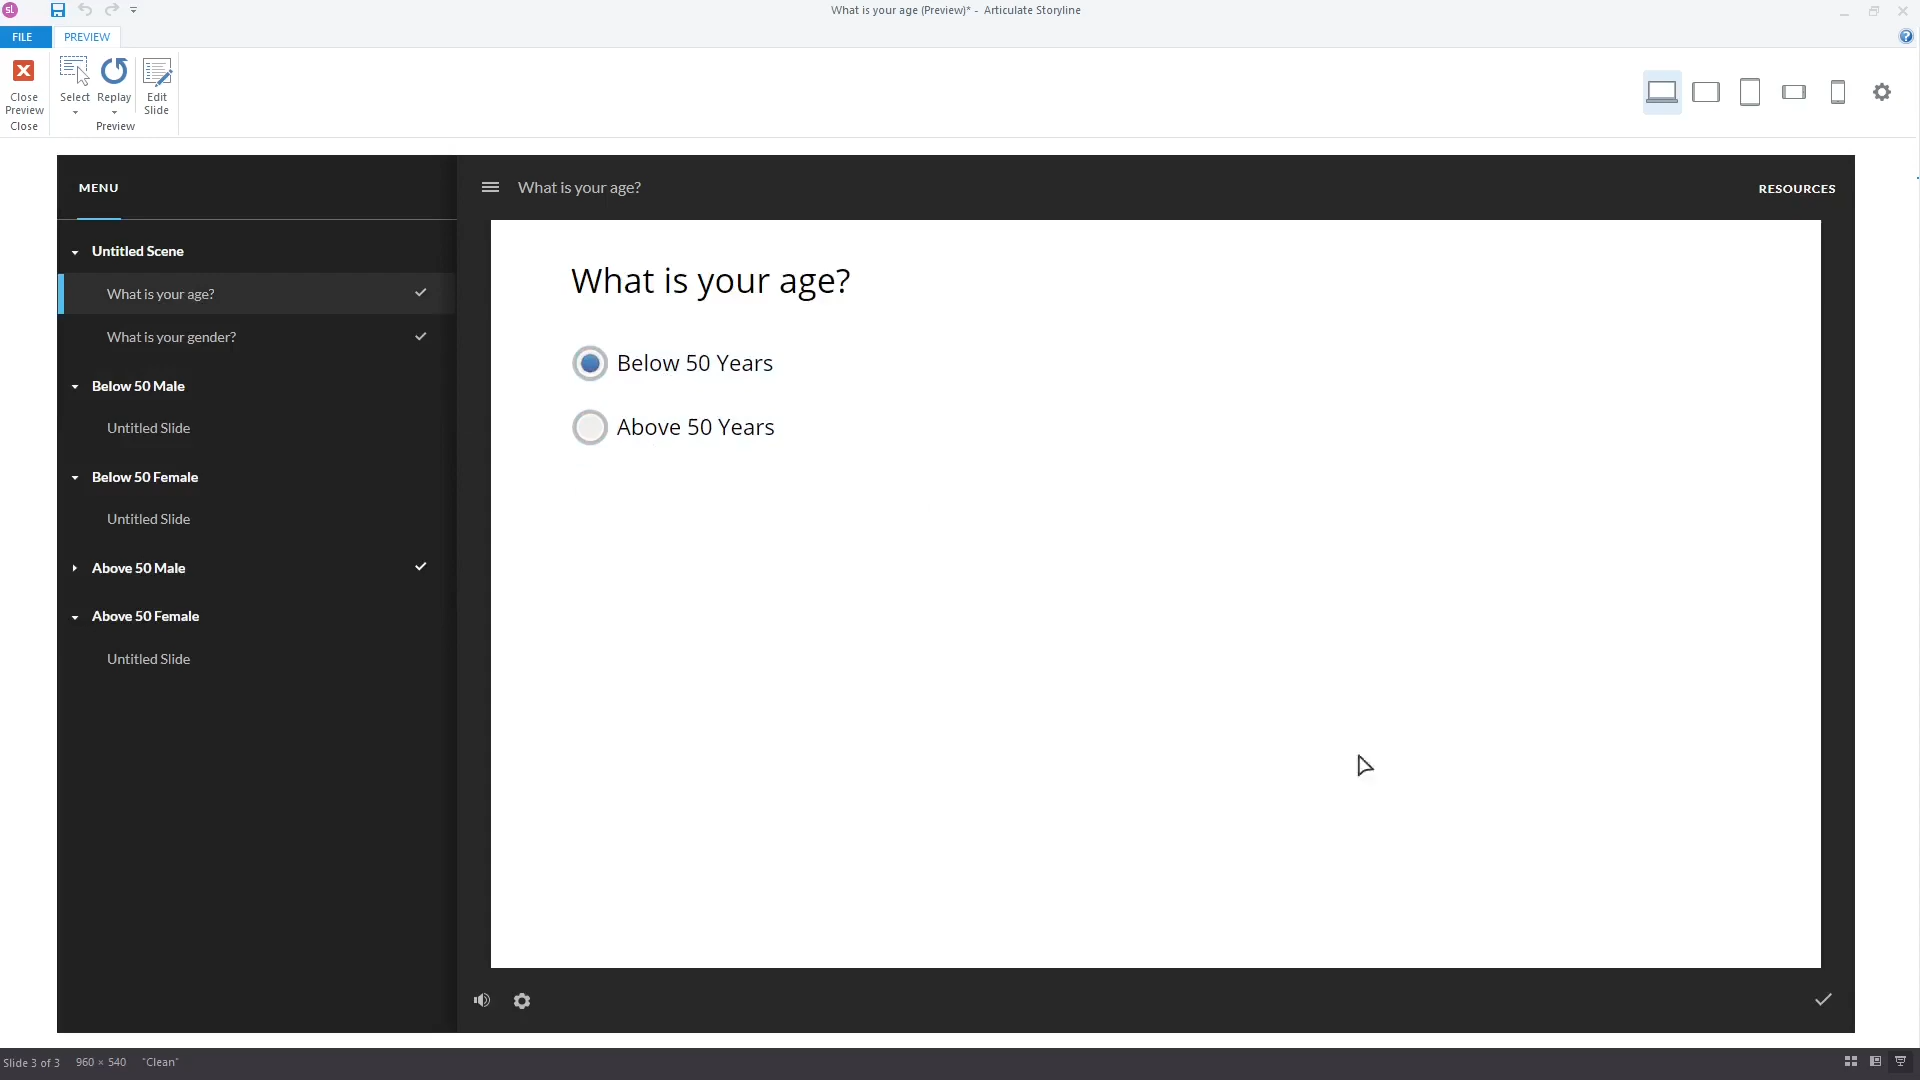 sl
What is your age (Preview)* - Articulate Storyline
FILE
PREVIEW
?
Close Preview
Select
Replay
Edit Slide
Close
Preview
MENU
What is your age?
RESOURCES
Untitled Scene
What is your age?
What is your gender?
Below 50 Male
Untitled Slide
Below 50 Female
Untitled Slide
Above 50 Male
Above 50 Female
Untitled Slide
What is your age?
Below 50 Years
Above 50 Years
Slide 3 of 3
960 × 540
"Clean"